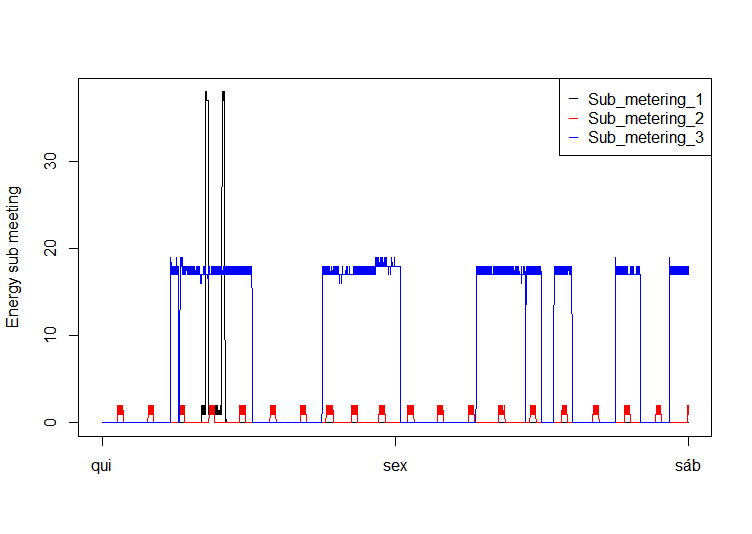 Sub_metering_1
Sub_metering_2
Sub_metering_3
Energy sub meeting
30
20
10
0
qui sex sáb